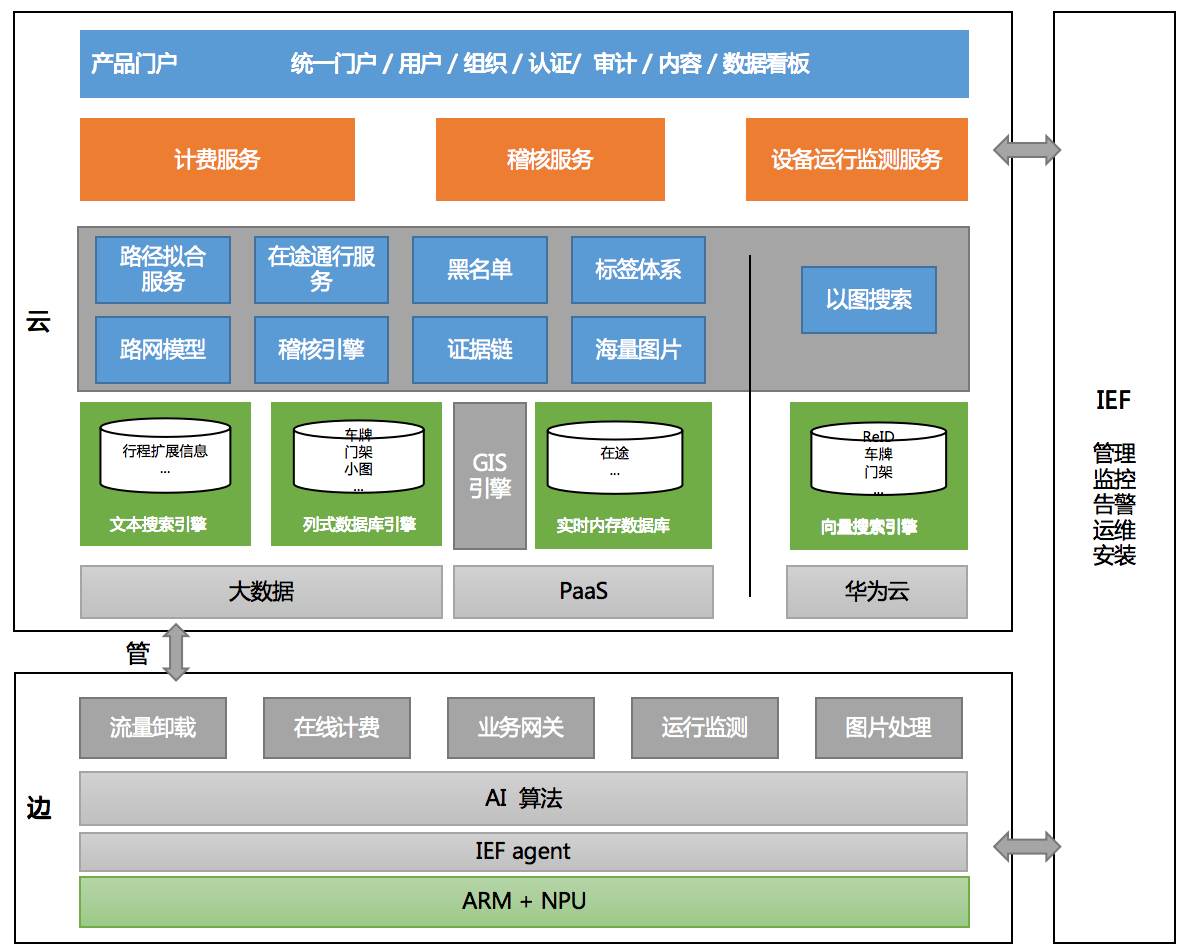 产品门户 统一门户 / 用户 / 组织 / 认证/ 审计 / 内容 / 数据看板
计费服务
稽核服务
设备运行监测服务
云
路径拟合
服务
在途通行服
务
黑名单
标签体系
以图搜索
路网模型
稽核引擎
证据链
海量图片
行程扩展信息
...
文本搜索引擎
车牌
门架
小图
...
列式数据库引擎
GIS
引擎
在途
...
实时内存数据库
ReID
车牌
门架
...
向量搜索引擎
大数据
PaaS
华为云
管
边
流量卸载
在线计费
业务网关
运行监测
图片处理
AI 算法
IEF agent
ARM + NPU
IEF
管理
监控
告警
运维
安装